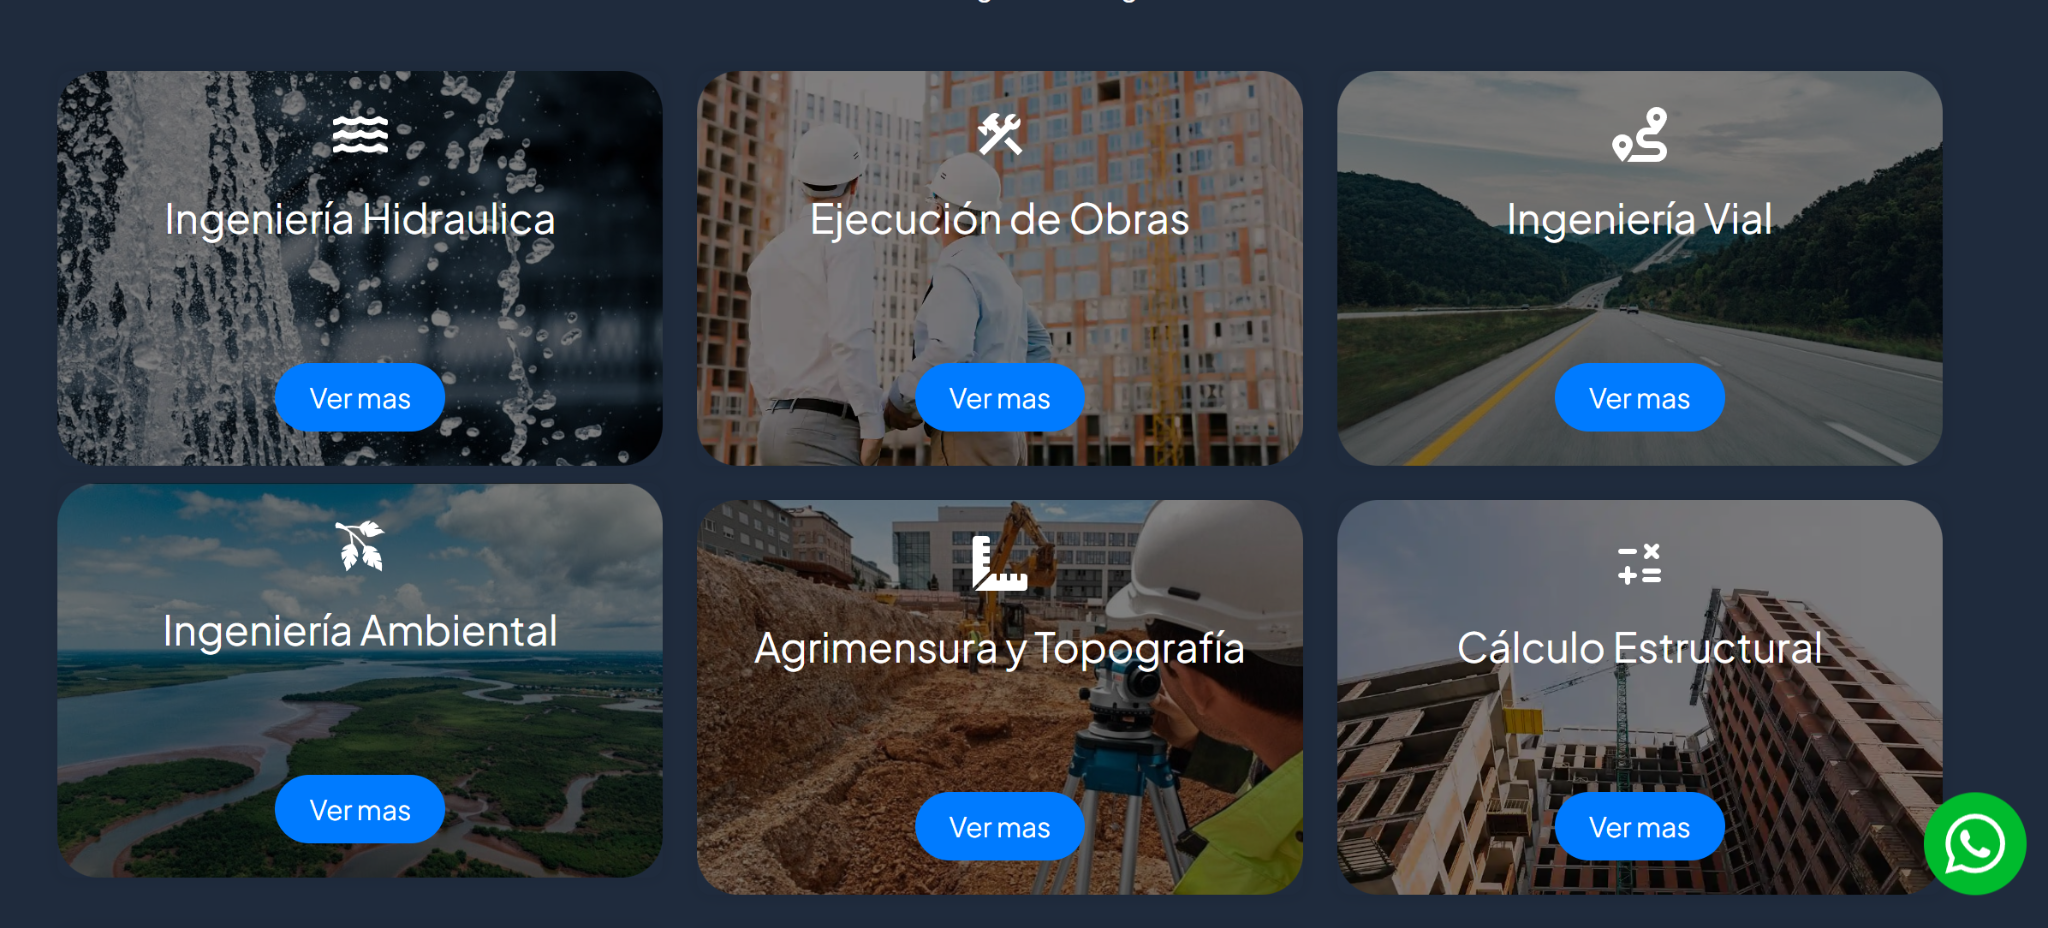 Ingeniería Hidraulica
Ejecución de Obras
Ingeniería Vial
Ver mas
Ver mas
Ver mas
Ingeniería Ambiental
Agrimensura y Topografía
Cálculo Estructural
Ver mas
Ver mas
Ver mas